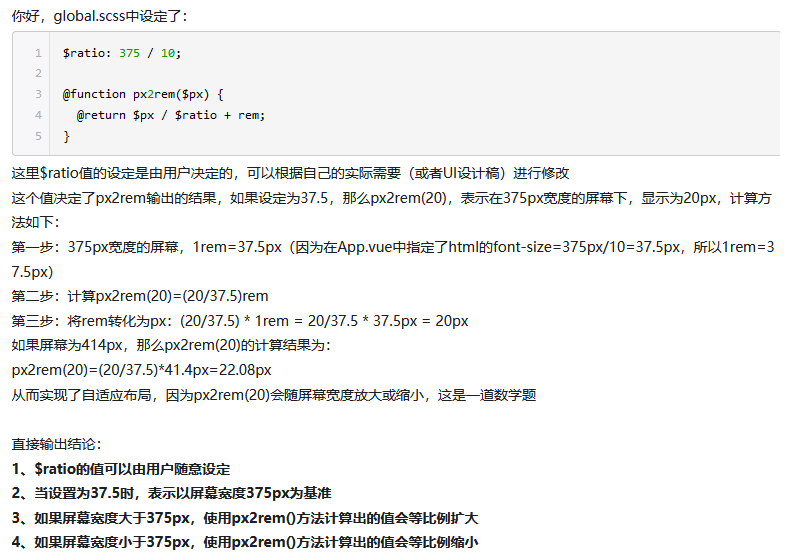 你好，global.scss中设定了：
1 $ratio: 375 / 10;
2
3 @function px2rem($px) {
4   @return $px / $ratio + rem;
5 }
这里$ratio值的设定是由用户决定的，可以根据自己的实际需要（或者UI设计稿）进行修改
这个值决定了px2rem输出的结果，如果设定为37.5，那么px2rem(20)，表示在375px宽度的屏幕下，显示为20px，计算方
法如下：
第一步：375px宽度的屏幕，1rem=37.5px（因为在App.vue中指定了html的font-size=375px/10=37.5px，所以1rem=3
7.5px）
第二步：计算px2rem(20)=(20/37.5)rem
第三步：将rem转化为px：(20/37.5) * 1rem = 20/37.5 * 37.5px = 20px
如果屏幕为414px，那么px2rem(20)的计算结果为：
px2rem(20)=(20/37.5)*41.4px=22.08px
从而实现了自适应布局，因为px2rem(20)会随屏幕宽度放大或缩小，这是一道数学题
直接输出结论：
1、$ratio的值可以由用户随意设定
2、当设置为37.5时，表示以屏幕宽度375px为基准
3、如果屏幕宽度大于375px，使用px2rem()方法计算出的值会等比例扩大
4、如果屏幕宽度小于375px，使用px2rem()方法计算出的值会等比例缩小